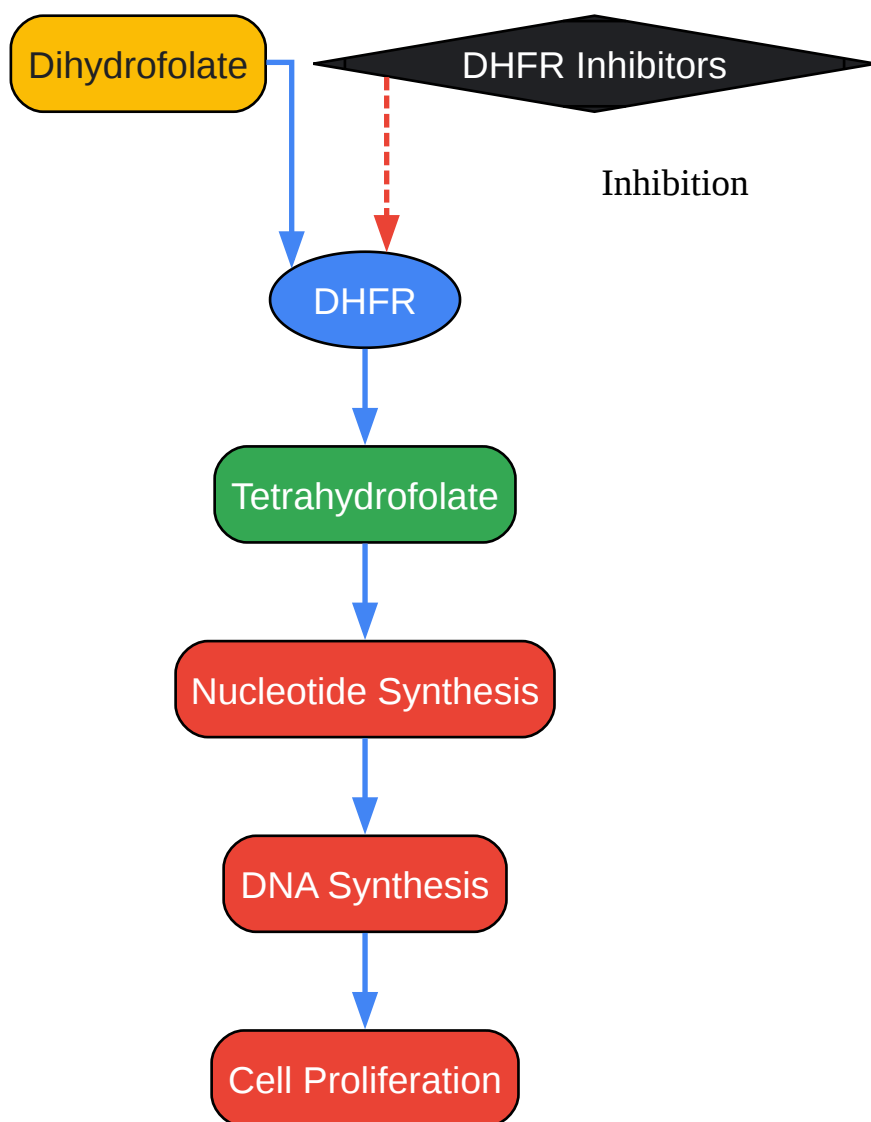 Dihydrofolate
DHFR Inhibitors
Inhibition
DHFR
Tetrahydrofolate
Nucleotide Synthesis
DNA Synthesis
Cell Proliferation